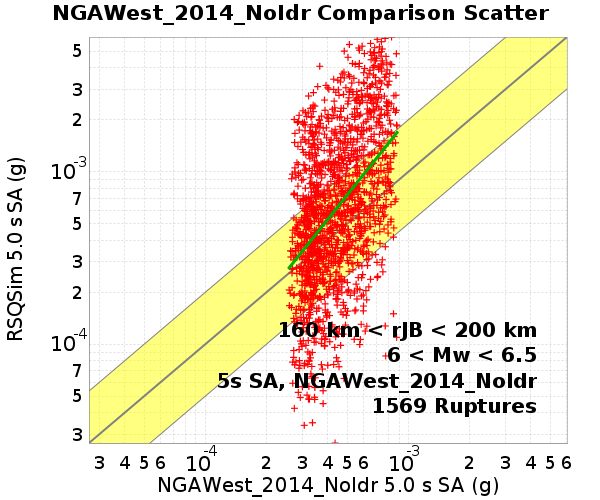 NGAWest_2014_NoIdr Comparison Scatter
RSQSim 5.0 s SA (g)
5
3
2
10-3
7
5
3
2
10-4
7
5
3
160 km < rJB < 200 km
6 < Mw < 6.5
5s SA, NGAWest_2014_NoIdr
1569 Ruptures
3 4 5 6 10-4 2 3 4 5 6 10-3 2 3 4 5 6
NGAWest_2014_NoIdr 5.0 s SA (g)